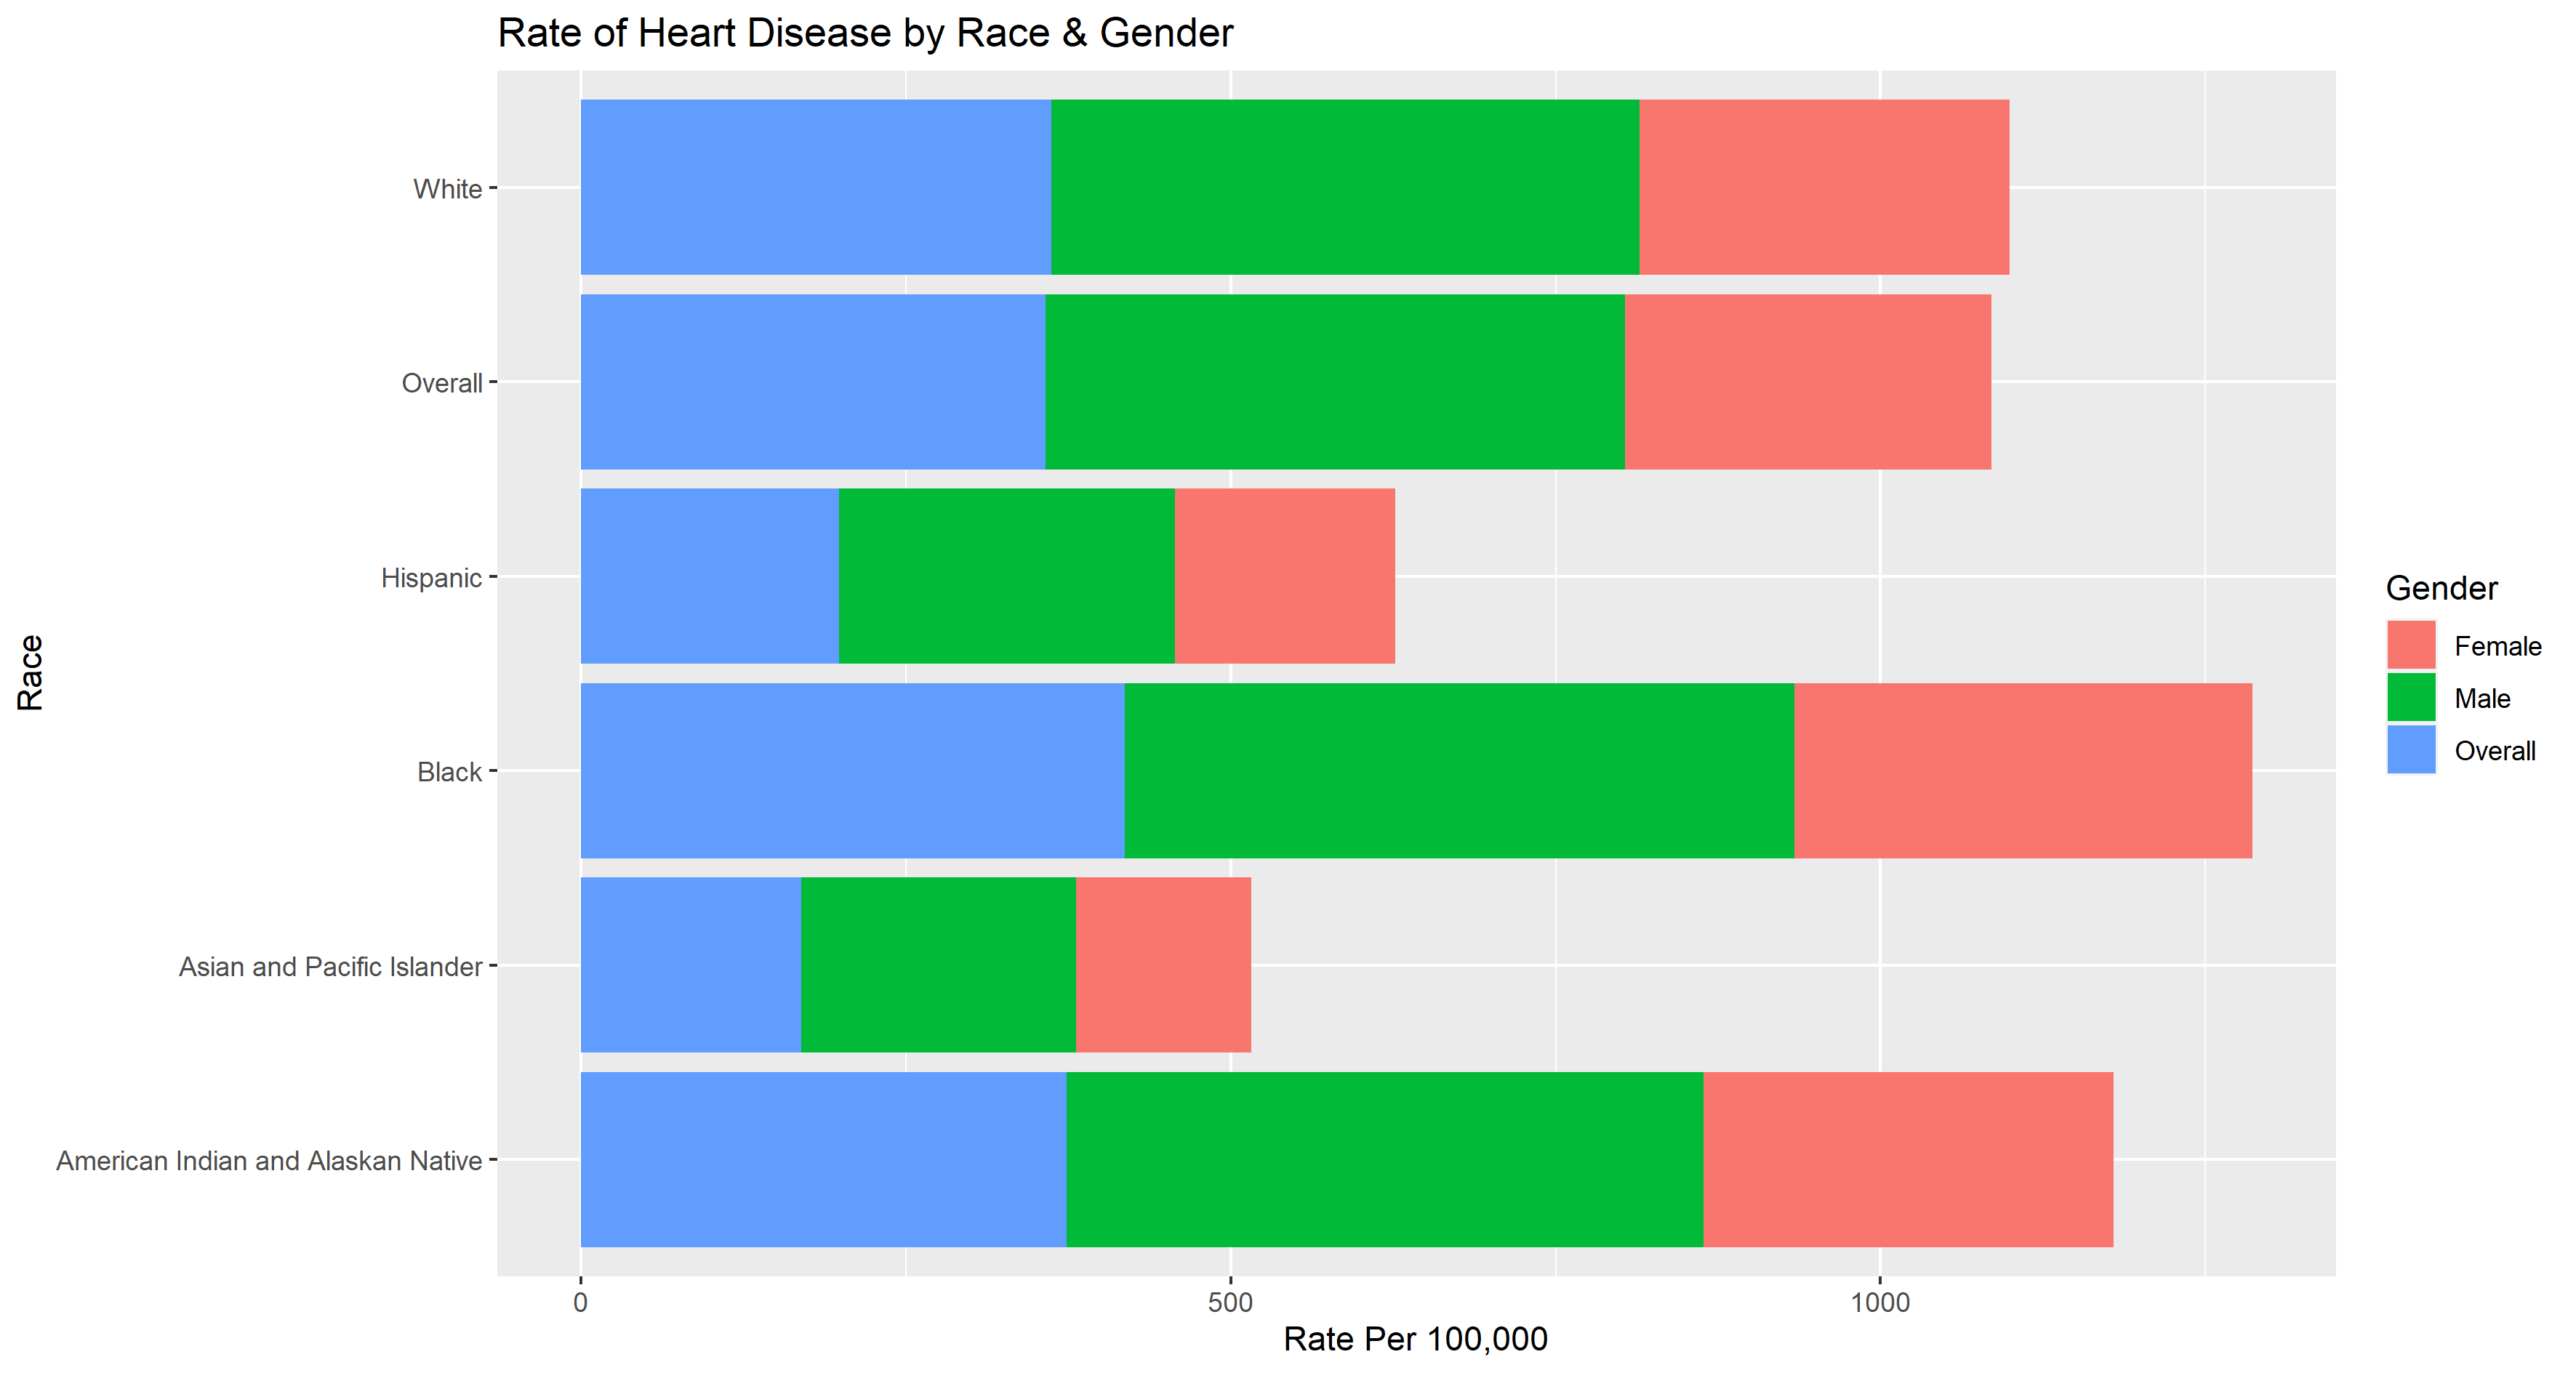 Rate of Heart Disease by Race & Gender
White
Overall
Hispanic
Black
Asian and Pacific Islander
American Indian and Alaskan Native
Race
0 500 1000
Rate Per 100,000
Gender
Female
Male
Overall